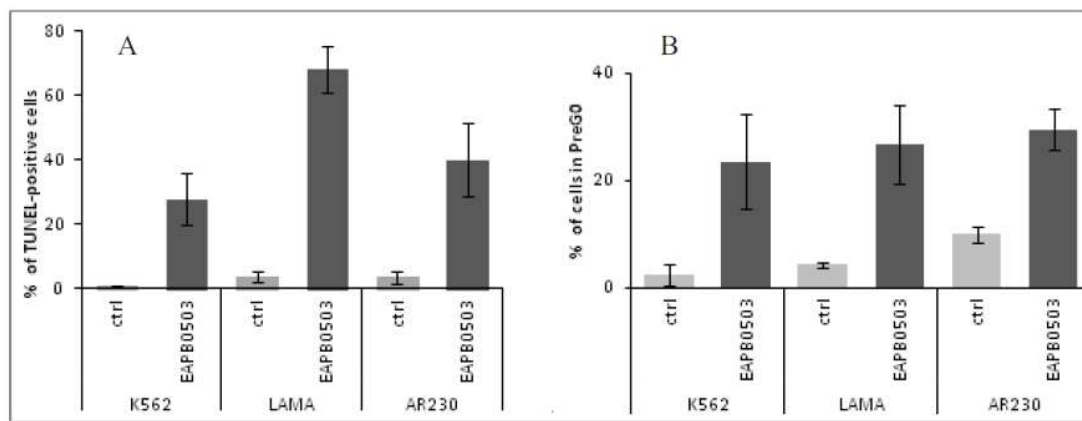 A
% of TUNEL-positive cells
80
60
40
20
0
ctrl
EAPB0503
ctrl
EAPB0503
ctrl
EAPB0503
K562
LAMA
AR230
B
% of cells in PreG0
40
20
0
ctrl
EAPB0503
ctrl
EAPB0503
ctrl
EAPB0503
K562
LAMA
AR230